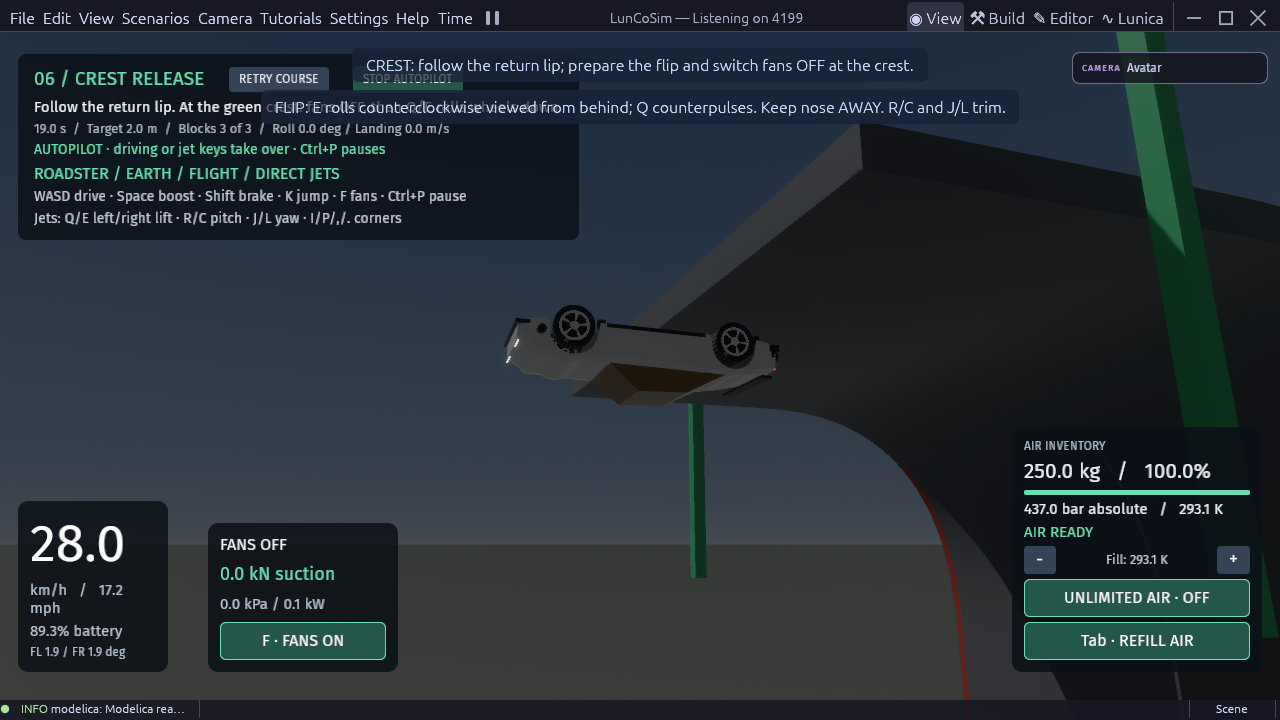 File Edit View Scenarios Camera Tutorials Settings Help Time
LunCoSim — Listening on 4199
View Build Editor Lunica
06 / CREST RELEASE
RETRY COURSE
STOP AUTOPILOT
CREST: follow the return lip; prepare the flip and switch fans OFF at the crest.
Follow the return lip. At the green
FLIP: E rolls counterclockwise viewed from behind; Q counterpulses. Keep nose AWAY. R/C and J/L trim.
19.0 s / Target 2.0 m / Blocks 3 of 3 / Roll 0.0 deg / Landing 0.0 m/s
AUTOPILOT · driving or jet keys take over · Ctrl+P pauses
ROADSTER / EARTH / FLIGHT / DIRECT JETS
WASD drive · Space boost · Shift brake · K jump · F fans · Ctrl+P pause
Jets: Q/E left/right lift · R/C pitch · J/L yaw · I/P/,/. corners
CAMERA Avatar
28.0
km/h / 17.2
mph
89.3% battery
FL 1.9 / FR 1.9 deg
FANS OFF
0.0 kN suction
0.0 kPa / 0.1 kW
F · FANS ON
AIR INVENTORY
250.0 kg / 100.0%
437.0 bar absolute / 293.1 K
AIR READY
- Fill: 293.1 K +
UNLIMITED AIR · OFF
Tab · REFILL AIR
INFO modelica: Modelica rea…
Scene